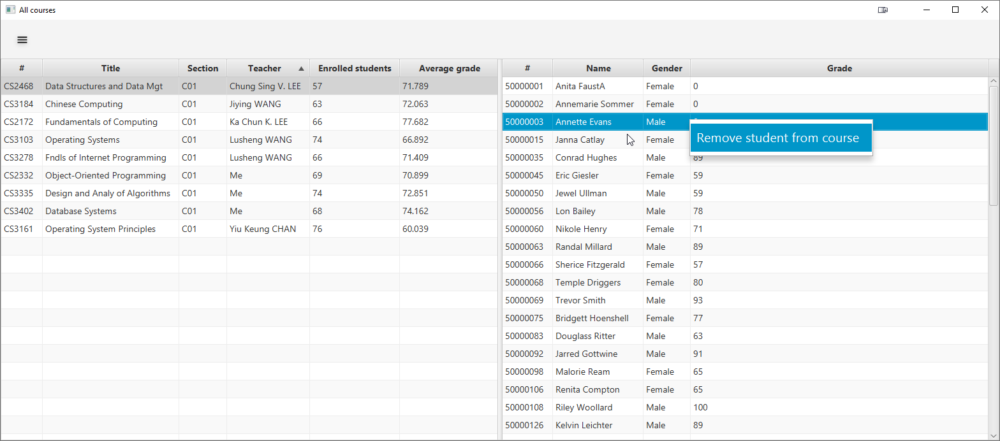 All courses
# Title Section Teacher Enrolled students Average grade
CS2468 Data Structures and Data Mgt C01 Chung Sing V. LEE 57 71.789
CS3184 Chinese Computing C01 Jiying WANG 63 72.063
CS2172 Fundamentals of Computing C01 Ka Chun K. LEE 66 77.682
CS3103 Operating Systems C01 Lusheng WANG 74 66.892
CS3278 Fndls of Internet Programming C01 Lusheng WANG 66 71.409
CS2332 Object-Oriented Programming C01 Me 69 70.899
CS3335 Design and Analy of Algorithms C01 Me 74 72.851
CS3402 Database Systems C01 Me 68 74.162
CS3161 Operating System Principles C01 Yiu Keung CHAN 76 60.039
# Name Gender Grade
50000001 Anita FaustA Female 0
50000002 Annemarie Sommer Female 0
50000003 Annette Evans Male
50000015 Janna Catlay Female
Remove student from course
50000035 Conrad Hughes Male 89
50000045 Eric Giesler Female 59
50000050 Jewel Ullman Male 59
50000056 Lon Bailey Male 78
50000060 Nikole Henry Female 71
50000063 Randal Millard Male 89
50000066 Sherice Fitzgerald Female 57
50000068 Temple Driggers Female 80
50000069 Trevor Smith Male 93
50000075 Bridgett Hoenshell Female 77
50000083 Douglass Ritter Male 63
50000092 Jarred Gottwine Male 91
50000098 Malorie Ream Female 65
50000106 Renita Compton Female 65
50000108 Riley Woollard Male 100
50000126 Kelvin Leichter Male 89